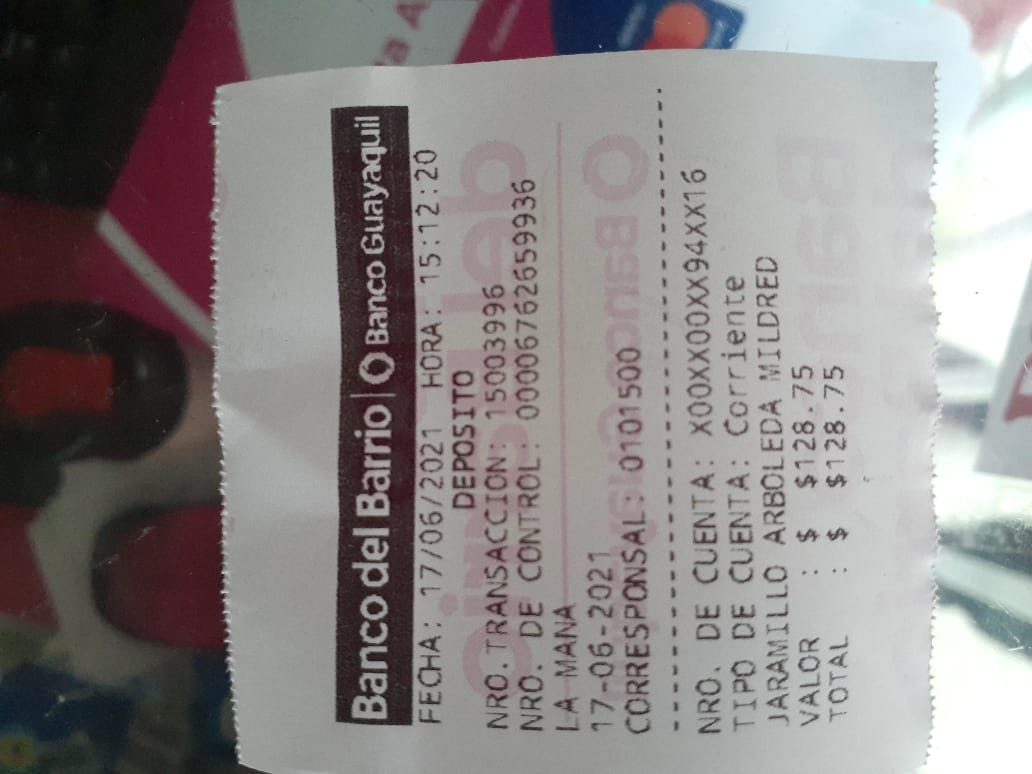 Banco del Barrio | Banco Guayaquil
FECHA: 17/06/2021 HORA: 15:12:20
DEPOSITO
NRO. TRANSACCION: 15003996
NRO. DE CONTROL: 0000676762659936
LA MANA
17-06-2021
CORRESPONSAL: 0101500
NRO. DE CUENTA: X00XX00XX94XX16
TIPO DE CUENTA: Corriente
JARAMILLO ARBOLEDA MILDRED
VALOR : $ $128.75
TOTAL : $ $128.75